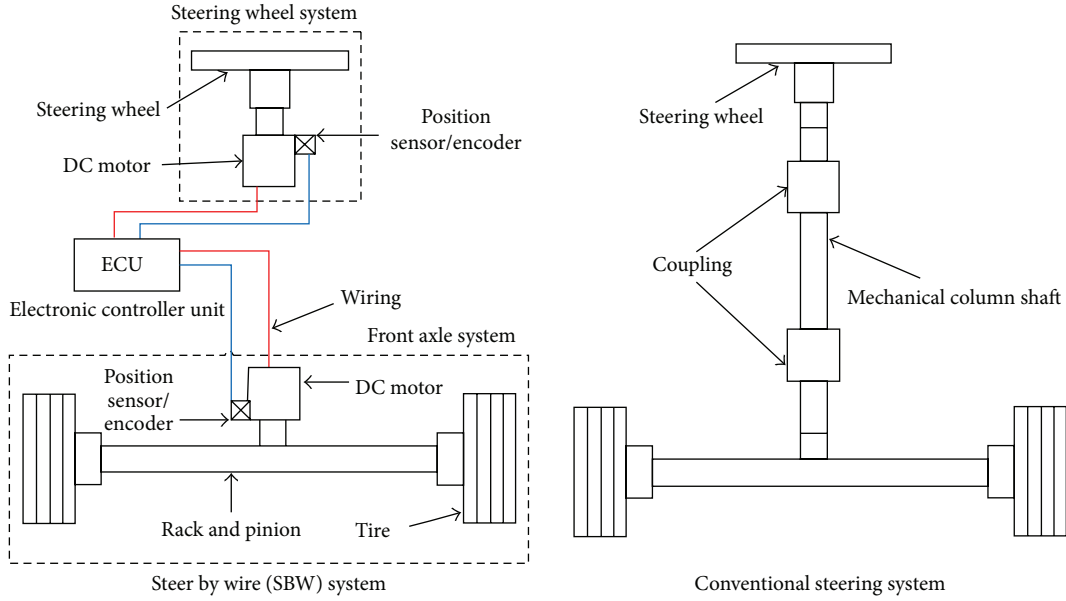 Steering wheel system
Steering wheel
Position
sensor/encoder
DC motor
ECU
Electronic controller unit
Wiring
Front axle system
Position
sensor/
encoder
DC motor
Rack and pinion
Tire
Steer by wire (SBW) system
Steering wheel
Coupling
Mechanical column shaft
Conventional steering system